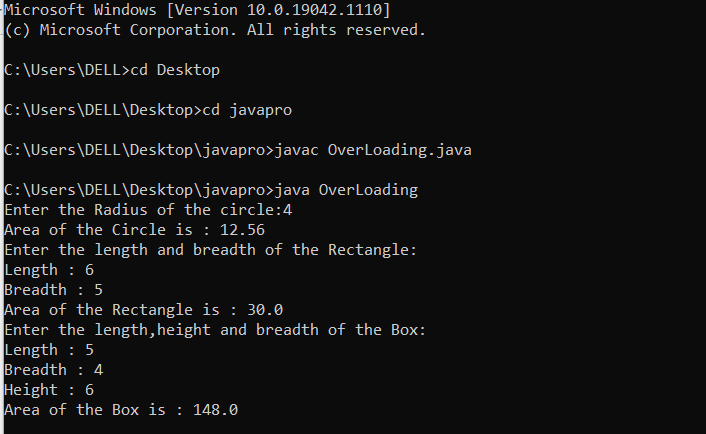 Microsoft Windows [Version 10.0.19042.1110]
(c) Microsoft Corporation. All rights reserved.
C:\Users\DELL>cd Desktop
C:\Users\DELL\Desktop>cd javapro
C:\Users\DELL\Desktop\javapro>javac OverLoading.java
C:\Users\DELL\Desktop\javapro>java OverLoading
Enter the Radius of the circle:4
Area of the Circle is : 12.56
Enter the length and breadth of the Rectangle:
Length : 6
Breadth : 5
Area of the Rectangle is : 30.0
Enter the length,height and breadth of the Box:
Length : 5
Breadth : 4
Height : 6
Area of the Box is : 148.0